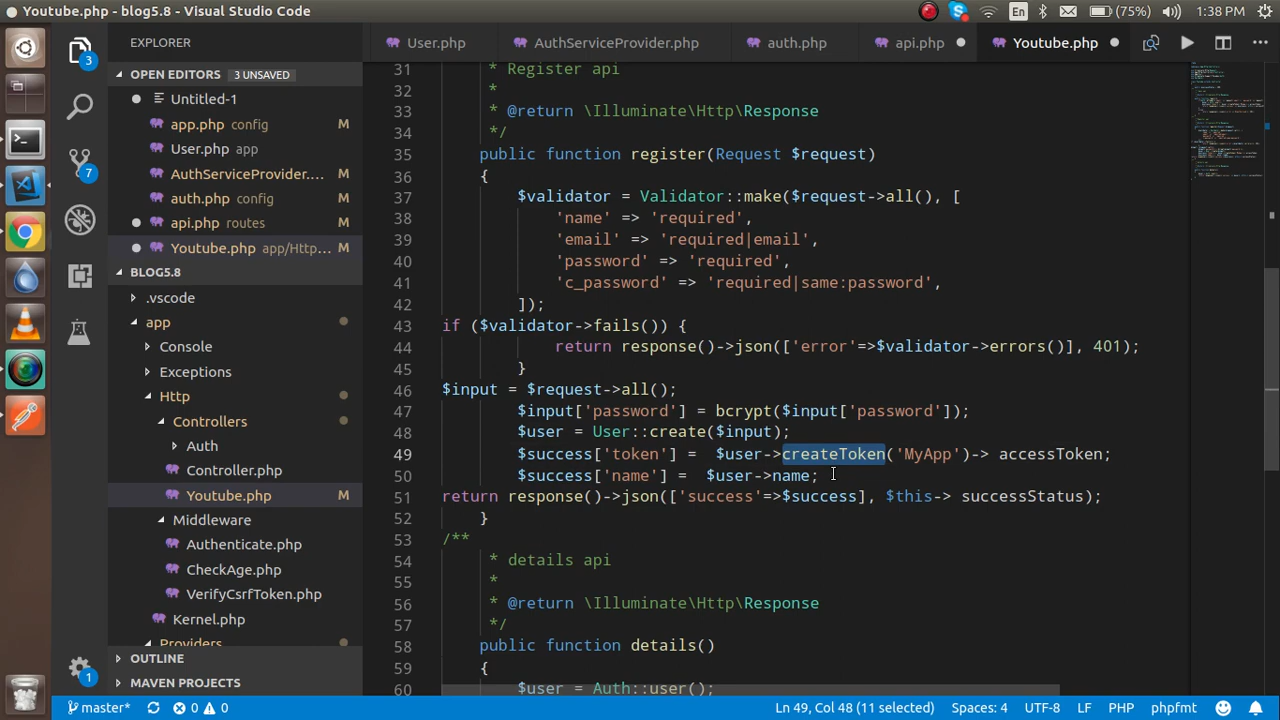 Youtube.php - blog5.8 - Visual Studio Code
En
(75%)
1:38 PM
EXPLORER
User.php
AuthServiceProvider.php
auth.php
api.php
Youtube.php
3
7
1
OPEN EDITORS 3 UNSAVED
Untitled-1
app.php config M
User.php app M
AuthServiceProvider.... M
auth.php config M
api.php routes M
Youtube.php app/Http... M
BLOG5.8
.vscode
app
Console
Exceptions
Http
Controllers
Auth
Controller.php
Youtube.php M
Middleware
Authenticate.php
CheckAge.php
VerifyCsrfToken.php
Kernel.php
Providers
OUTLINE
MAVEN PROJECTS
31 * Register api
32 *
33 * @return \Illuminate\Http\Response
34 */
35 public function register(Request $request)
36 {
37 $validator = Validator::make($request->all(), [
38 'name' => 'required',
39 'email' => 'required|email',
40 'password' => 'required',
41 'c_password' => 'required|same:password',
42 ]);
43 if ($validator->fails()) {
44 return response()->json(['error'=>$validator->errors()], 401);
45 }
46 $input = $request->all();
47 $input['password'] = bcrypt($input['password']);
48 $user = User::create($input);
49 $success['token'] = $user->createToken('MyApp')-> accessToken;
50 $success['name'] = $user->name;
51 return response()->json(['success'=>$success], $this-> successStatus);
52 }
53 /**
54 * details api
55 *
56 * @return \Illuminate\Http\Response
57 */
58 public function details()
59 {
60 $user = Auth::user();
master*
0
0
Ln 49, Col 48 (11 selected)
Spaces: 4
UTF-8
LF
PHP
phpfmt